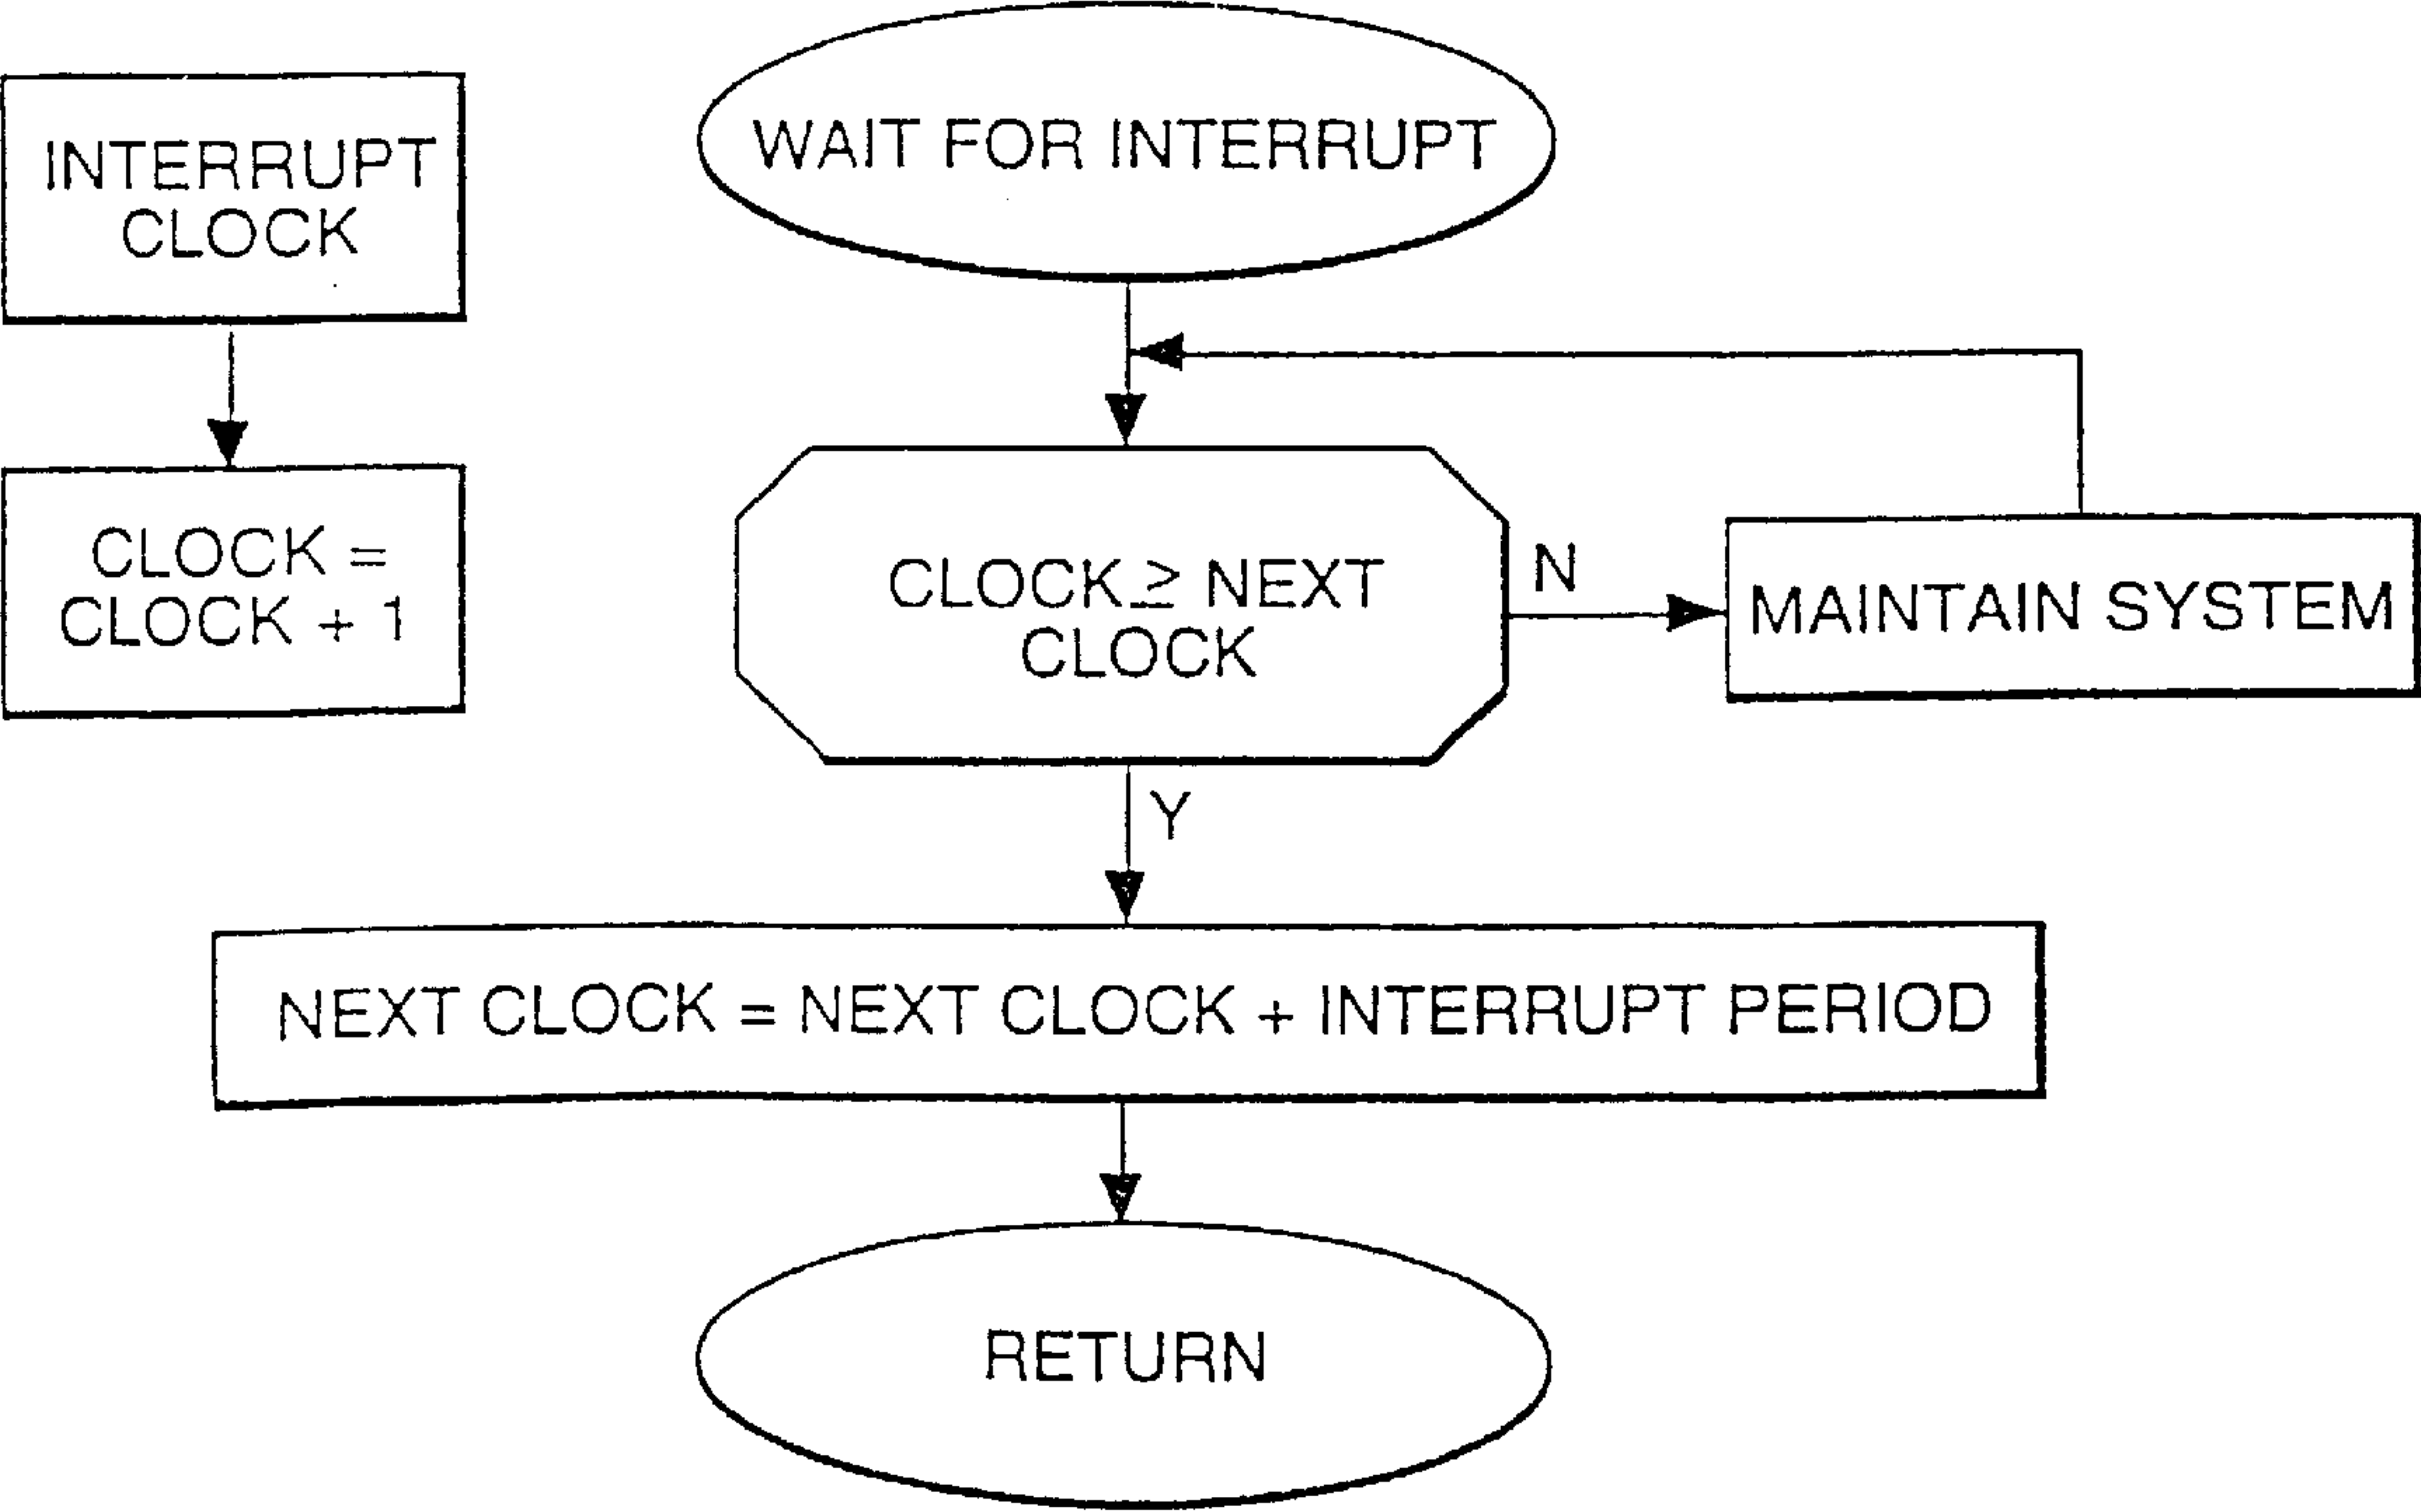 INTERRUPT
CLOCK
WAIT FOR INTERRUPT
CLOCK =
CLOCK + 1
CLOCK ≥ NEXT
CLOCK
N
MAINTAIN SYSTEM
Y
NEXT CLOCK = NEXT CLOCK + INTERRUPT PERIOD
RETURN